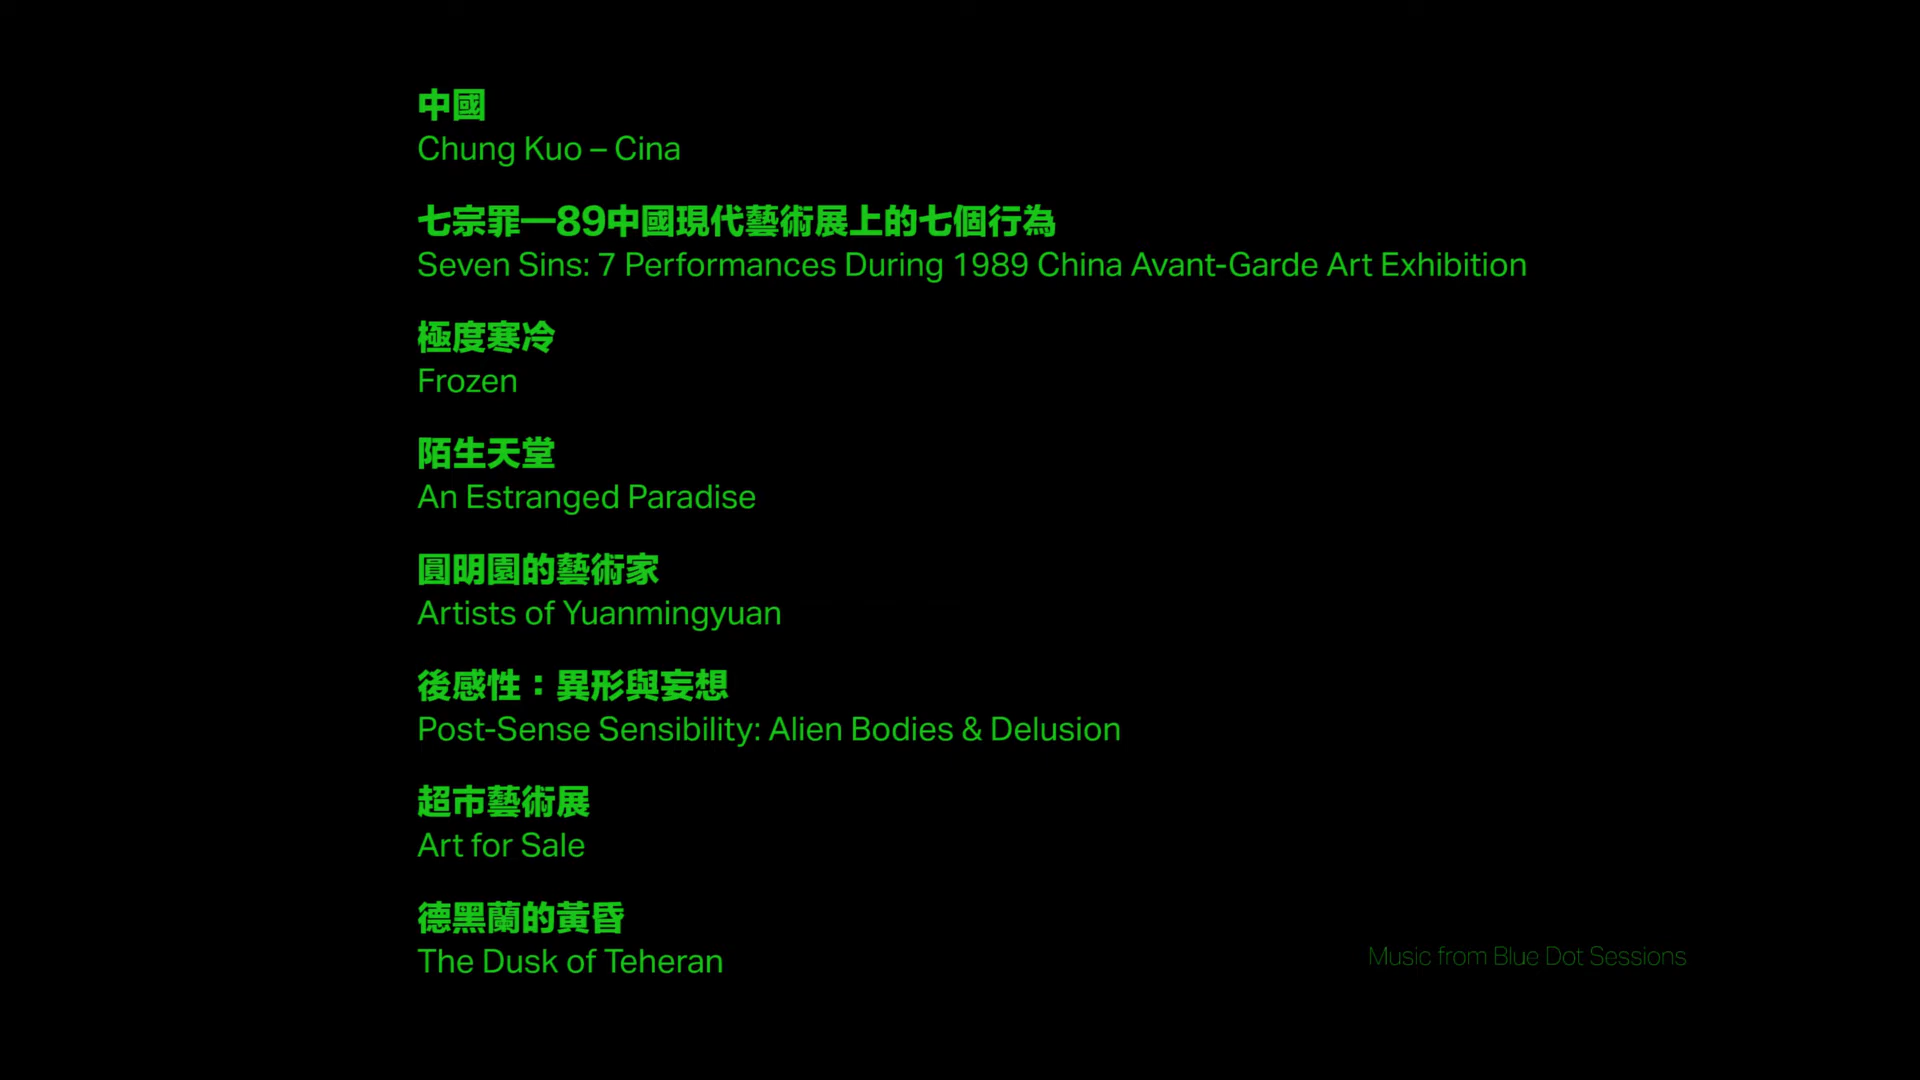 中國
Chung Kuo – Cina
七宗罪—89中國現代藝術展上的七個行為
Seven Sins: 7 Performances During 1989 China Avant-Garde Art Exhibition
極度寒冷
Frozen
陌生天堂
An Estranged Paradise
圓明園的藝術家
Artists of Yuanmingyuan
後感性：異形與妄想
Post-Sense Sensibility: Alien Bodies & Delusion
超市藝術展
Art for Sale
德黑蘭的黃昏
The Dusk of Teheran
Music from Blue Dot Sessions